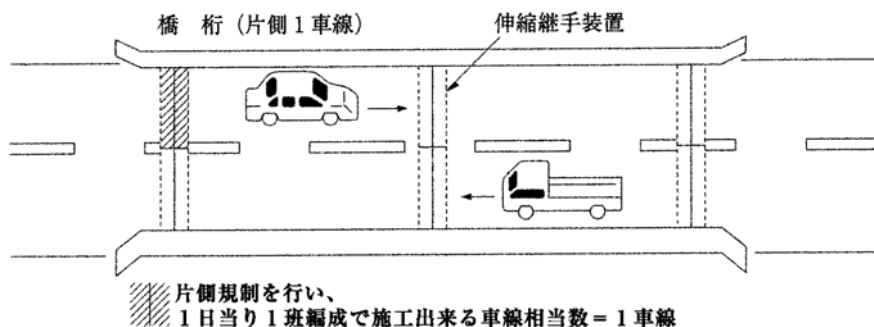 橋　桁（片側１車線）
伸縮継手装置
片側規制を行い、
１日当り１班編成で施工出来る車線相当数＝１車線